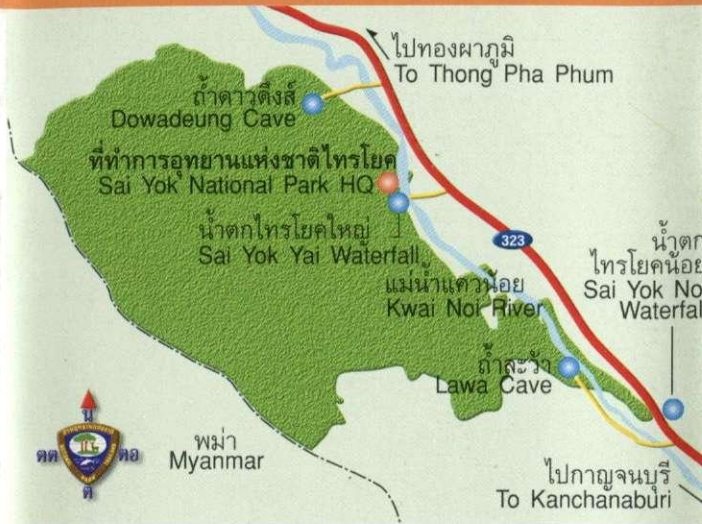 ไปทองผาภูมิ
To Thong Pha Phum
ถ้ำดาวดึงส์
Dowadeung Cave
ที่ทำการอุทยานแห่งชาติไทรโยค
Sai Yok National Park HQ
น้ำตกไทรโยคใหญ่
Sai Yok Yai Waterfall
323
น้ำตก
ไทรโยคน้อย
Sai Yok No
Waterfal
แม่น้ำแควน้อย
Kwai Noi River
ถ้ำละว้า
Lawa Cave
น
ตต
ตอ
ต
พม่า
Myanmar
ไปกาญจนบุรี
To Kanchanaburi